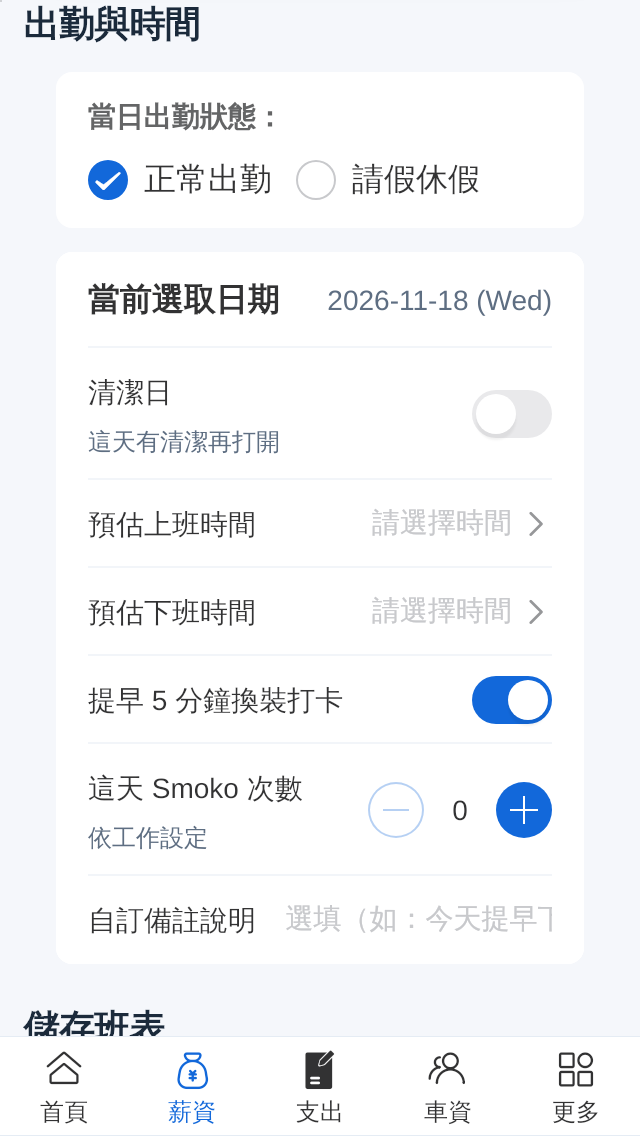 出勤與時間
當日出勤狀態：
正常出勤 請假休假
當前選取日期 2026-11-18 (Wed)
清潔日
這天有清潔再打開
預估上班時間 請選擇時間
預估下班時間 請選擇時間
提早 5 分鐘換裝打卡
這天 Smoko 次數
0
依工作設定
自訂備註說明 選填（如：今天提早下
儲存班表
首頁 薪資 支出 車資 更多